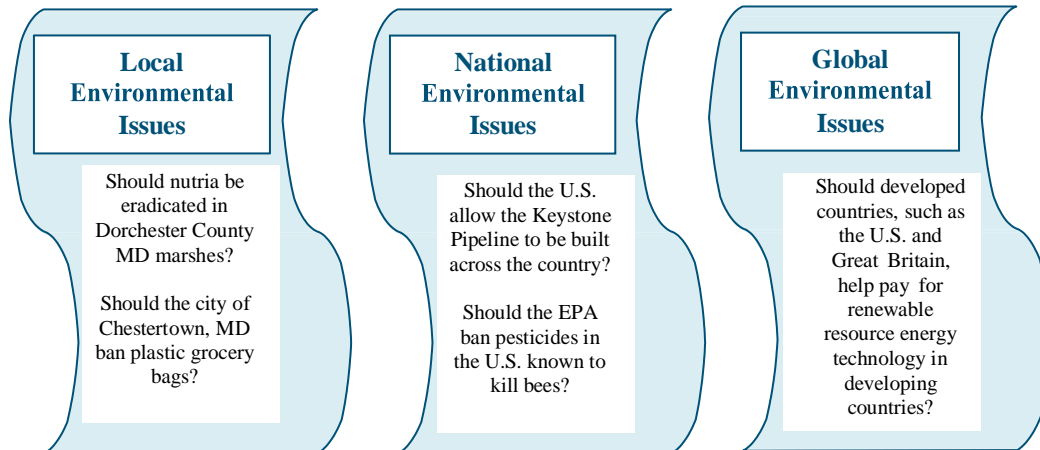 Local
Environmental
Issues
Should nutria be
eradicated in
Dorchester County
MD marshes?
Should the city of
Chestertown, MD
ban plastic grocery
bags?
National
Environmental
Issues
Should the U.S.
allow the Keystone
Pipeline to be built
across the country?
Should the EPA
ban pesticides in
the U.S. known to
kill bees?
Global
Environmental
Issues
Should developed
countries, such as
the U.S. and
Great Britain,
help pay for
renewable
resource energy
technology in
developing
countries?